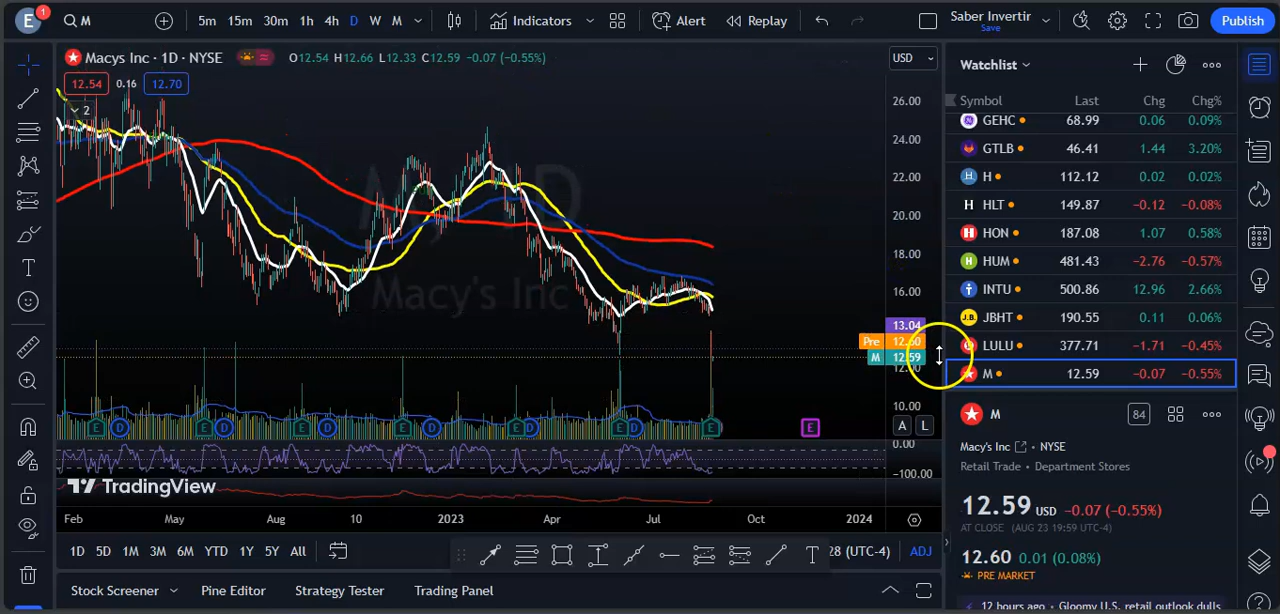 E 1 M 5m 15m 30m 1h 4h D W M Indicators Alert Replay Saber Invertir Save Publish
Macys Inc · 1D · NYSE O12.54 H12.66 L12.33 C12.59 −0.07 (−0.55%) USD
12.54 0.16 12.70
2
M, 1D
Macy's Inc
26.00
24.00
22.00
20.00
18.00
16.00
13.04
Pre 12.60
M 12.59
12.00
10.00
A L
0.00
−100.00
E D E D E D E D E D E E
TradingView
Feb May Aug 10 2023 Apr Jul Oct 2024
1D 5D 1M 3M 6M YTD 1Y 5Y All T 28 (UTC-4) ADJ
Stock Screener Pine Editor Strategy Tester Trading Panel
Watchlist
Symbol Last Chg Chg%
GEHC 68.99 0.06 0.09%
GTLB 46.41 1.44 3.20%
H H 112.12 0.02 0.02%
H HLT 149.87 −0.12 −0.08%
HON 187.08 1.07 0.58%
H HUM 481.43 −2.76 −0.57%
INTU 500.86 12.96 2.66%
J.B. JBHT 190.55 0.11 0.06%
LULU 377.71 −1.71 −0.45%
M 12.59 −0.07 −0.55%
M 84
Macy's Inc · NYSE
Retail Trade · Department Stores
12.59 USD −0.07 (−0.55%)
AT CLOSE (AUG 23 19:59 UTC-4)
12.60 0.01 (0.08%)
PRE MARKET
12 hours ago · Gloomy U.S. retail outlook dulls